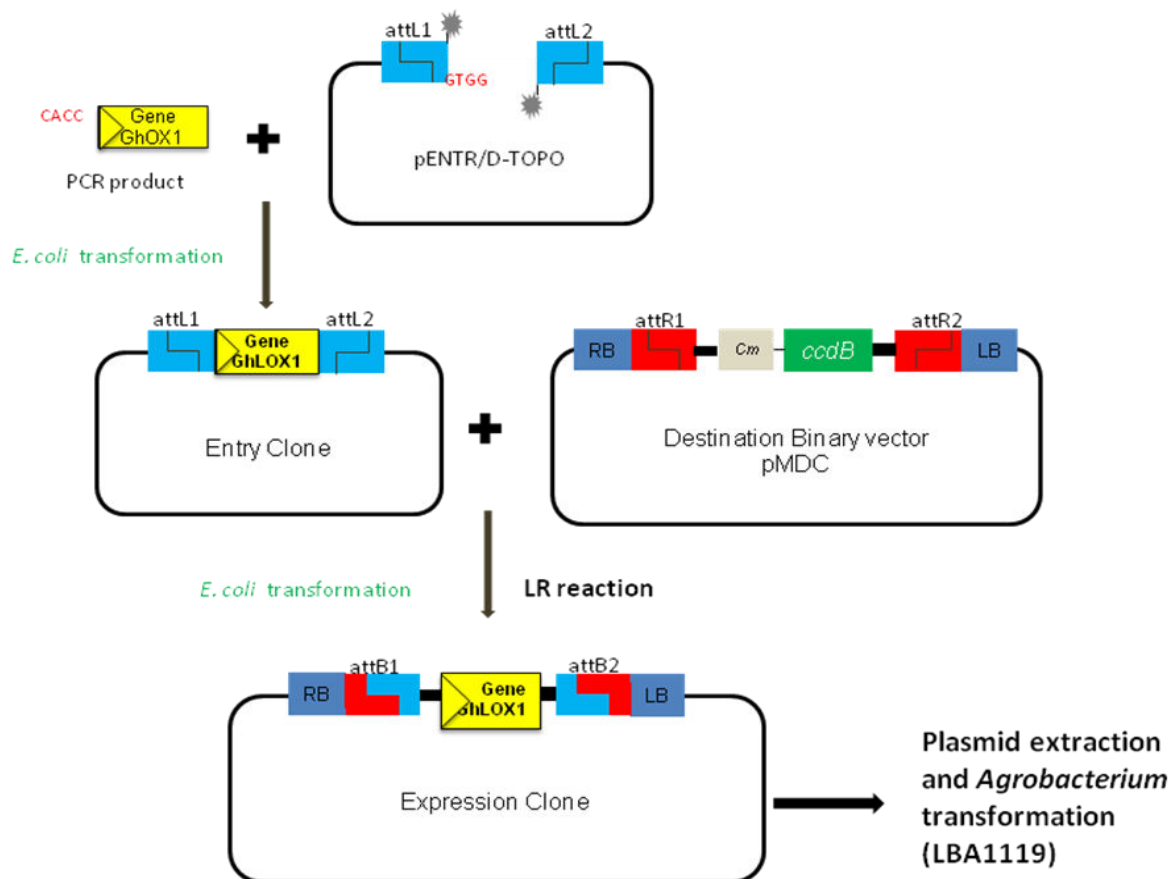 attL1
attL2
GTGG
CACC
Gene
GhOX1
pENTR/D-TOPO
PCR product
E. coli transformation
attL1
attL2
Gene
GhLOX1
Entry Clone
attR1
attR2
RB
Cm
ccdB
LB
Destination Binary vector
pMDC
E. coli transformation
LR reaction
attB1
attB2
RB
Gene
GhLOX1
LB
Expression Clone
Plasmid extraction
and Agrobacterium
transformation
(LBA1119)